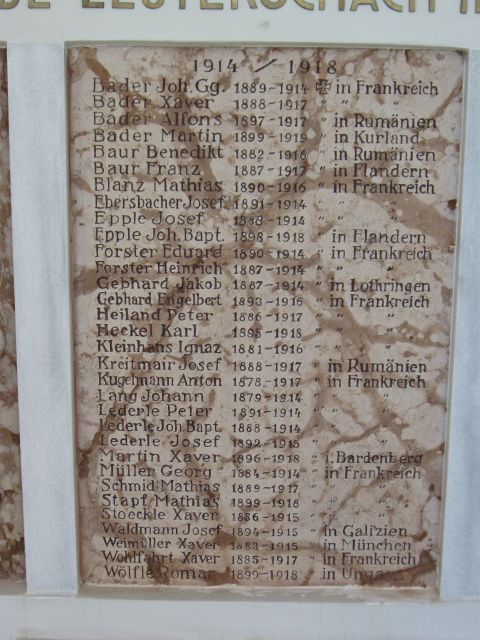 1914 / 1918
Bader Joh. Gg. 1889-1914 ✠ in Frankreich
Bader Xaver 1888-1917 " " "
Bader Alfons 1897-1917 " in Rumänien
Bader Martin 1899-1919 " in Kurland
Baur Benedikt 1882-1916 " in Rumänien
Baur Franz 1887-1917 " in Flandern
Blanz Mathias 1890-1916 " in Frankreich
Ebersbacher Josef 1891-1914 " " "
Epple Josef 1888-1914 " " "
Epple Joh. Bapt. 1898-1918 " in Flandern
Forster Eduard 1890-1914 " in Frankreich
Forster Heinrich 1887-1914 " " "
Gebhard Jakob 1887-1914 " in Lothringen
Gebhard Engelbert 1893-1916 " in Frankreich
Heiland Peter 1886-1917 " " "
Heckel Karl 1895-1918 " " "
Kleinhans Ignaz 1881-1916 " " "
Kreitmair Josef 1888-1917 " in Rumänien
Kugelmann Anton 1878-1917 " in Frankreich
Lang Johann 1879-1914 " " "
Lederle Peter 1891-1914 " " "
Lederle Joh. Bapt. 1888-1914 " " "
Lederle Josef 1892-1915 " " "
Martin Xaver 1896-1918 " i. Bardenberg
Müller Georg 1884-1914 " in Frankreich
Schmid Mathias 1889-1917 " " "
Stapf Mathias 1899-1918 " " "
Stoeckle Xaver 1886-1915 " " "
Waldmann Josef 1894-1915 " in Galizien
Weimüller Xaver 1883-1915 " in München
Wohlfahrt Xaver 1885-1917 " in Frankreich
Wölfle Romar 1899-1918 " in